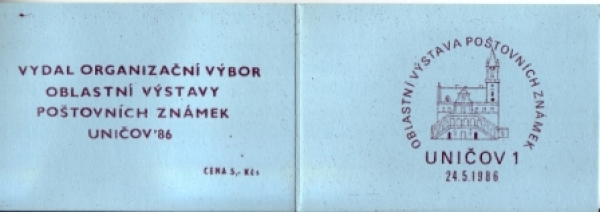 VYDAL ORGANIZAČNÍ VÝBOR
OBLASTNÍ VÝSTAVY
POŠTOVNÍCH ZNÁMEK
UNIČOV'86
CENA 5,- Kčs
OBLASTNÍ VÝSTAVA POŠTOVNÍCH ZNÁMEK
UNIČOV 1
24.5.1986